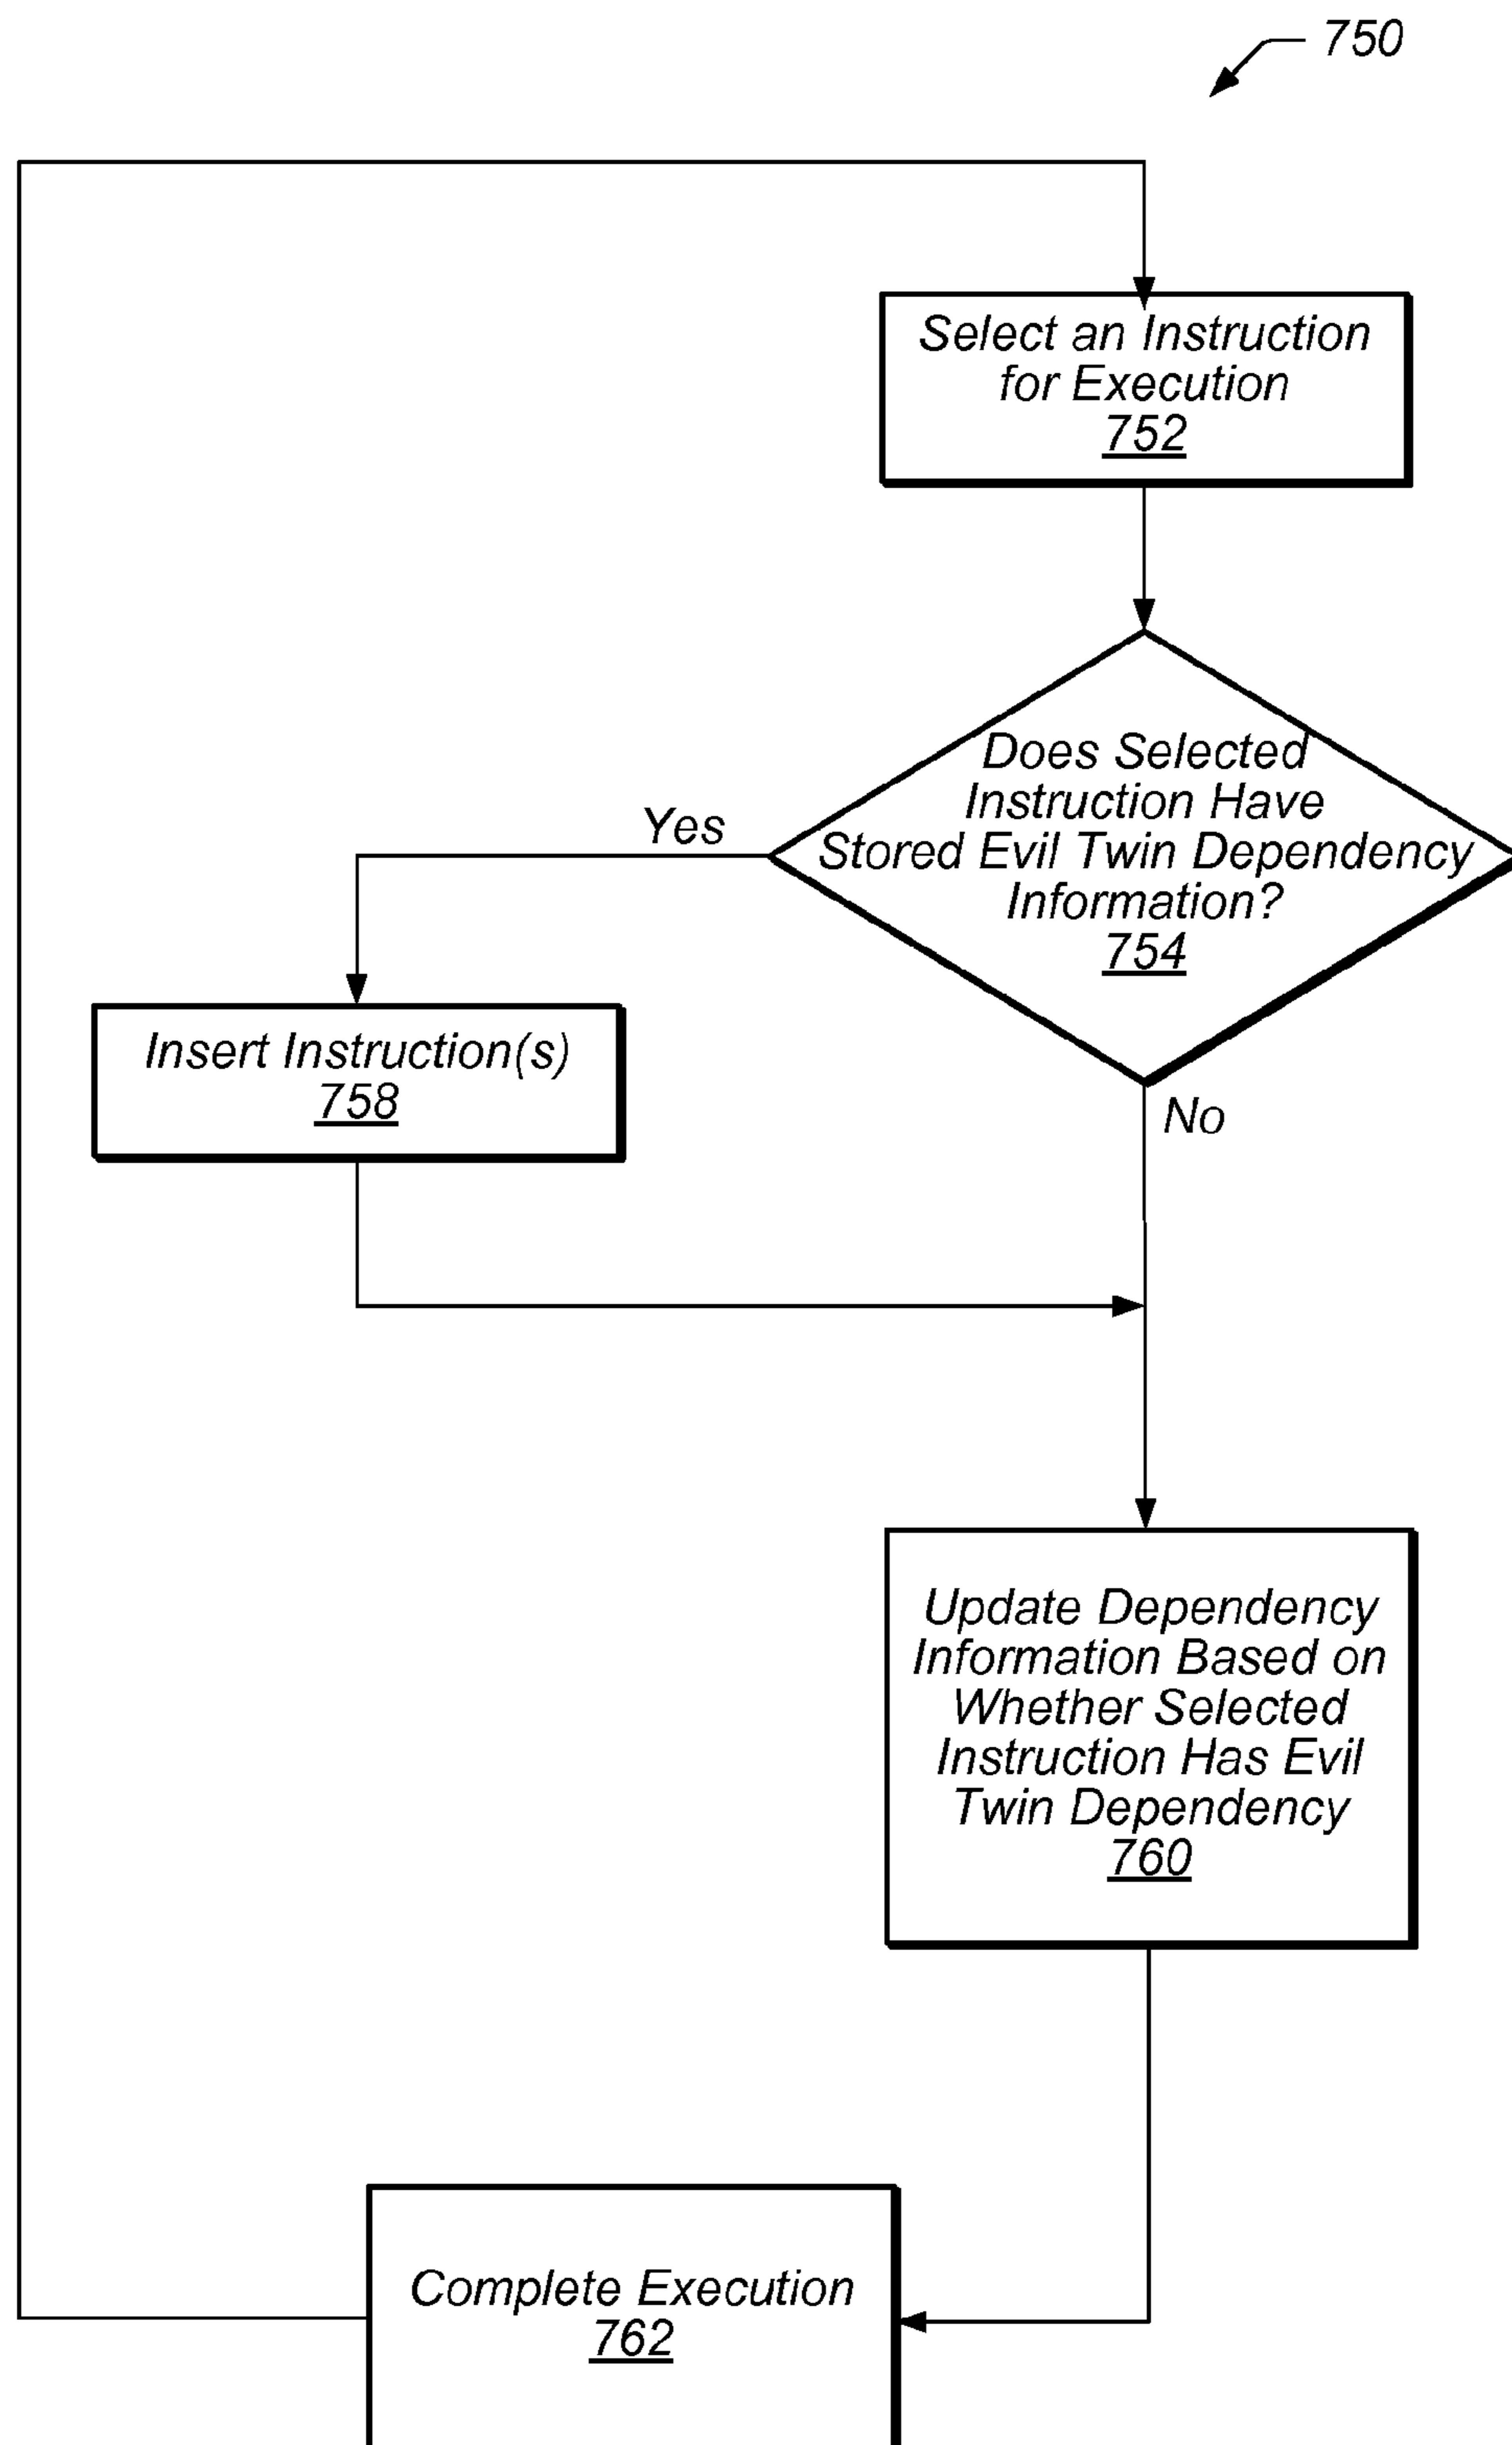 750
Select an Instruction
for Execution
752
Does Selected
Instruction Have
Stored Evil Twin Dependency
Information?
754
Yes
Insert Instruction(s)
758
No
Update Dependency
Information Based on
Whether Selected
Instruction Has Evil
Twin Dependency
760
Complete Execution
762